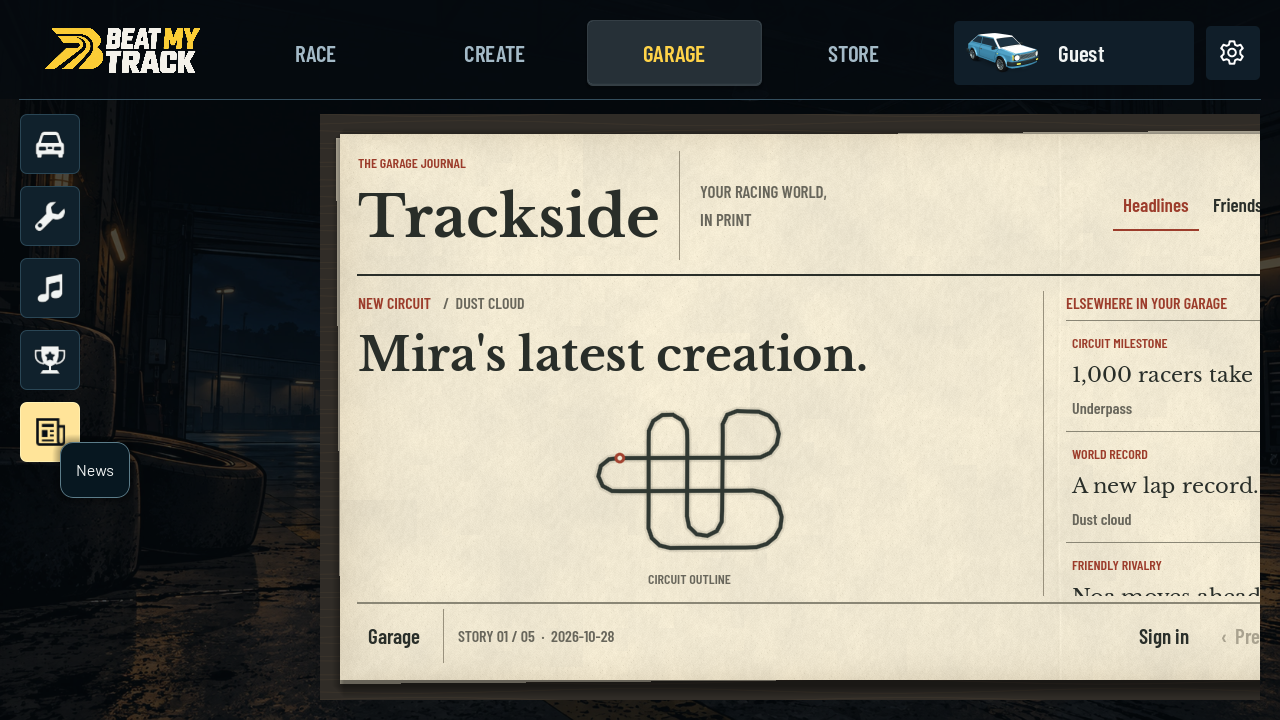 BEAT MY
TRACK
RACE
CREATE
GARAGE
STORE
Guest
THE GARAGE JOURNAL
Trackside
YOUR RACING WORLD,
IN PRINT
Headlines
Friends
NEW CIRCUIT / DUST CLOUD
Mira's latest creation.
CIRCUIT OUTLINE
ELSEWHERE IN YOUR GARAGE
CIRCUIT MILESTONE
1,000 racers take
Underpass
WORLD RECORD
A new lap record.
Dust cloud
FRIENDLY RIVALRY
Noa moves ahead
News
Garage
STORY 01 / 05 · 2026-10-28
Sign in
‹ Pre